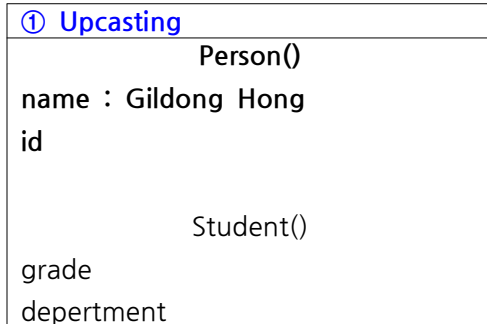 ① Upcasting
Person()
name : Gildong Hong
id
Student()
grade
depertment